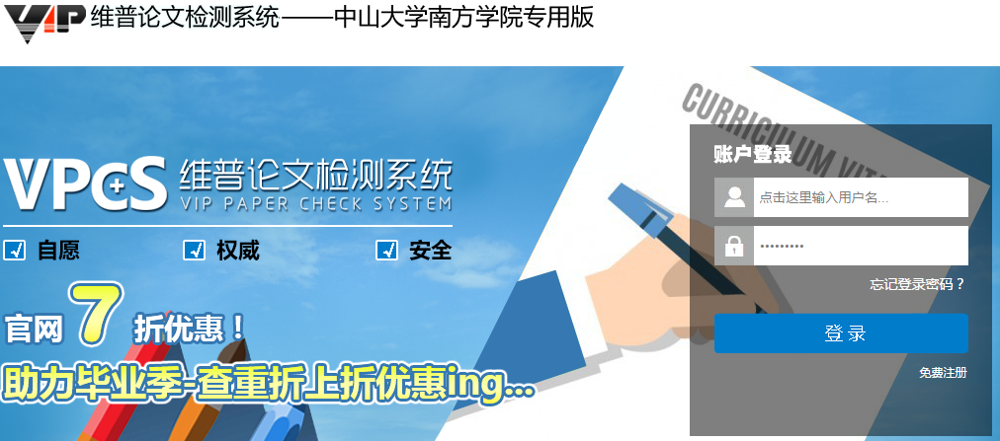 VIP 维普论文检测系统——中山大学南方学院专用版
CURRICULUM VITAE
VPCS 维普论文检测系统
VIP PAPER CHECK SYSTEM
自愿 权威 安全
官网7折优惠！
助力毕业季-查重折上折优惠ing...
账户登录
点击这里输入用户名...
•••••••••
忘记登录密码？
登 录
免费注册